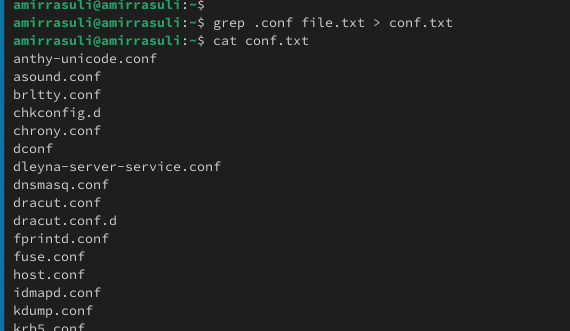 amirrasuli@amirrasuli:~$
amirrasuli@amirrasuli:~$ grep .conf file.txt > conf.txt
amirrasuli@amirrasuli:~$ cat conf.txt
anthy-unicode.conf
asound.conf
brltty.conf
chkconfig.d
chrony.conf
dconf
dleyna-server-service.conf
dnsmasq.conf
dracut.conf
dracut.conf.d
fprintd.conf
fuse.conf
host.conf
idmapd.conf
kdump.conf
krb5.conf